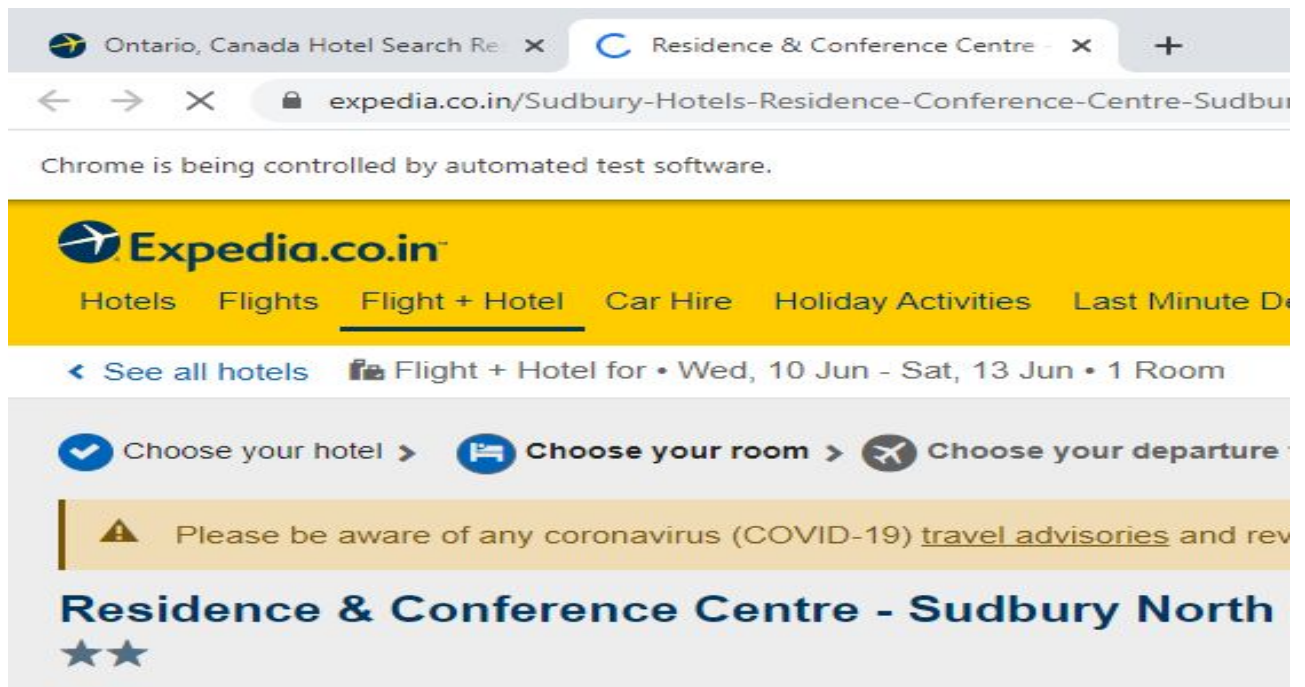 Ontario, Canada Hotel Search Re Residence & Conference Centre -
expedia.co.in/Sudbury-Hotels-Residence-Conference-Centre-Sudbur
Chrome is being controlled by automated test software.
Expedia.co.in
Hotels Flights Flight + Hotel Car Hire Holiday Activities Last Minute De
See all hotels Flight + Hotel for • Wed, 10 Jun - Sat, 13 Jun • 1 Room
Choose your hotel > Choose your room > Choose your departure
Please be aware of any coronavirus (COVID-19) travel advisories and rev
Residence & Conference Centre - Sudbury North